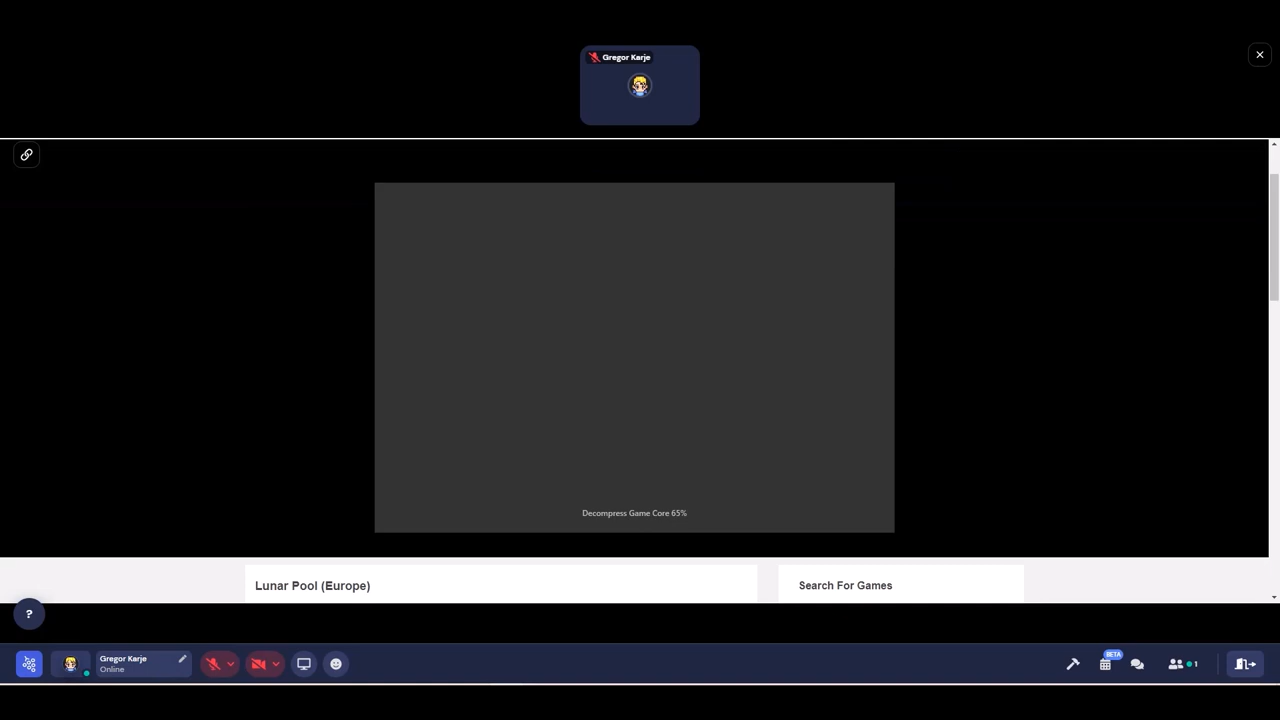 Gregor Karje
Decompress Game Core 65%
Lunar Pool (Europe)
Search For Games
?
Gregor Karje
Online
BETA
1